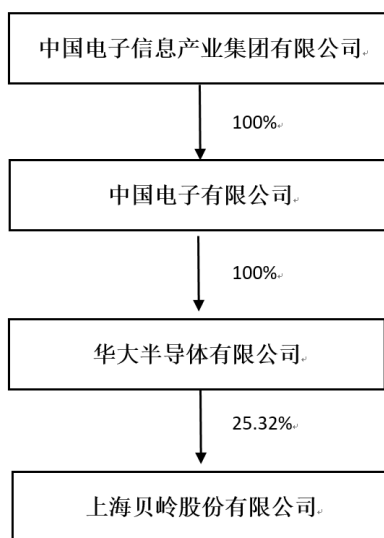 中国电子信息产业集团有限公司
100%
中国电子有限公司
100%
华大半导体有限公司
25.32%
上海贝岭股份有限公司